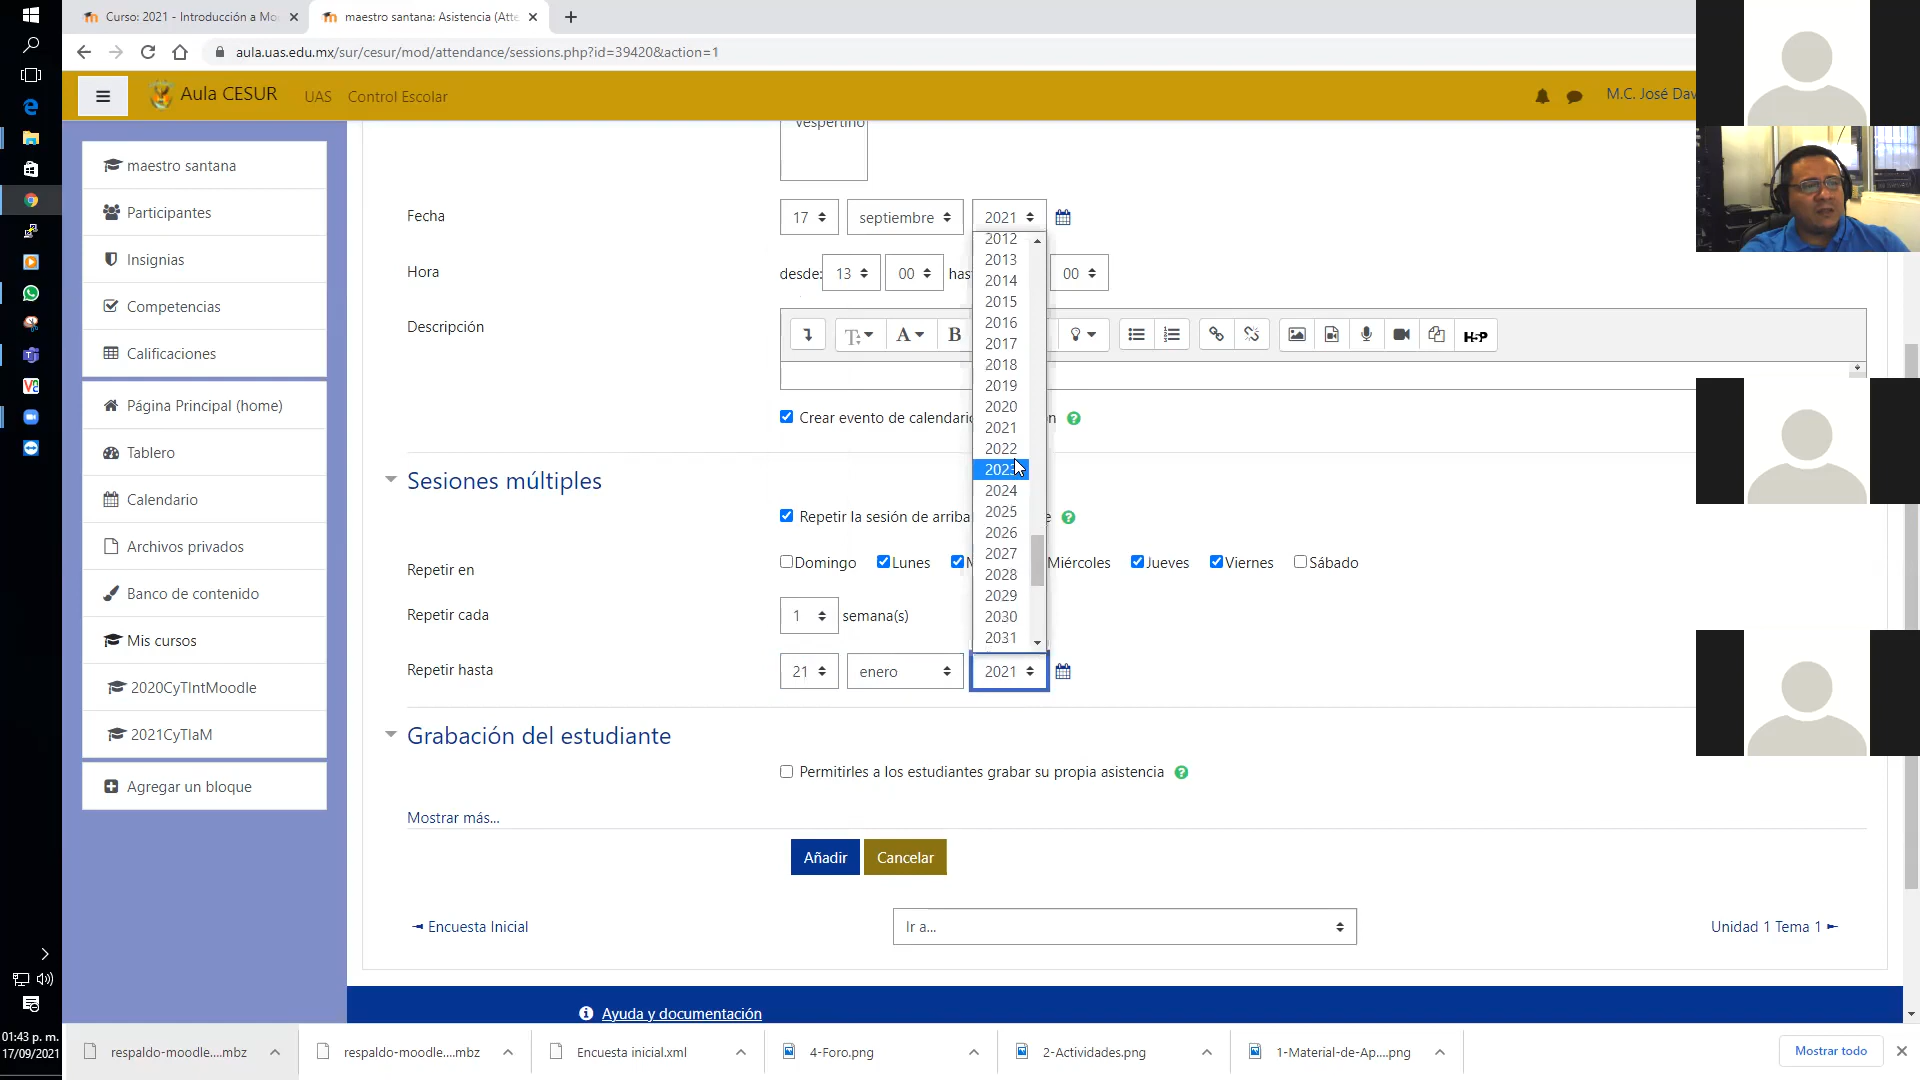 Curso: 2021 - Introducción a Mo
maestro santana: Asistencia (Atte
aula.uas.edu.mx/sur/cesur/mod/attendance/sessions.php?id=39420&action=1
Aula CESUR
UAS
Control Escolar
M.C. José Dav
maestro santana
Participantes
Insignias
Competencias
Calificaciones
Página Principal (home)
Tablero
Calendario
Archivos privados
Banco de contenido
Mis cursos
2020CyTIntMoodle
2021CyTIaM
Agregar un bloque
Vespertino
Fecha
17
septiembre
2021
Hora
desde:
13
00
has
00
Descripción
B
H5P
Crear evento de calendario
n
2012
2013
2014
2015
2016
2017
2018
2019
2020
2021
2022
2023
2024
2025
2026
2027
2028
2029
2030
2031
Sesiones múltiples
Repetir la sesión de arriba
e
Repetir en
Domingo
Lunes
M
Miércoles
Jueves
Viernes
Sábado
Repetir cada
1
semana(s)
Repetir hasta
21
enero
2021
Grabación del estudiante
Permitirles a los estudiantes grabar su propia asistencia
Mostrar más...
Añadir
Cancelar
◄ Encuesta Inicial
Ir a...
Unidad 1 Tema 1 ►
Ayuda y documentación
01:43 p. m.
17/09/2021
respaldo-moodle....mbz
respaldo-moodle....mbz
Encuesta inicial.xml
4-Foro.png
2-Actividades.png
1-Material-de-Ap....png
Mostrar todo